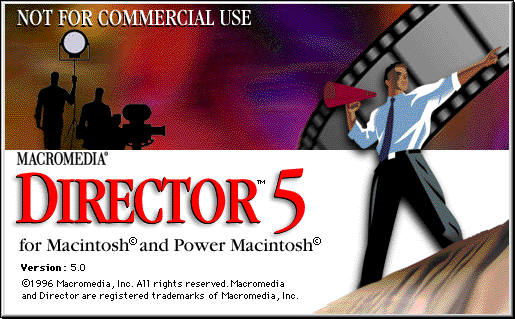 NOT FOR COMMERCIAL USE
MACROMEDIA®
DIRECTOR™ 5
for Macintosh© and Power Macintosh©
Version: 5.0
©1996 Macromedia, Inc. All rights reserved. Macromedia
and Director are registered trademarks of Macromedia, Inc.